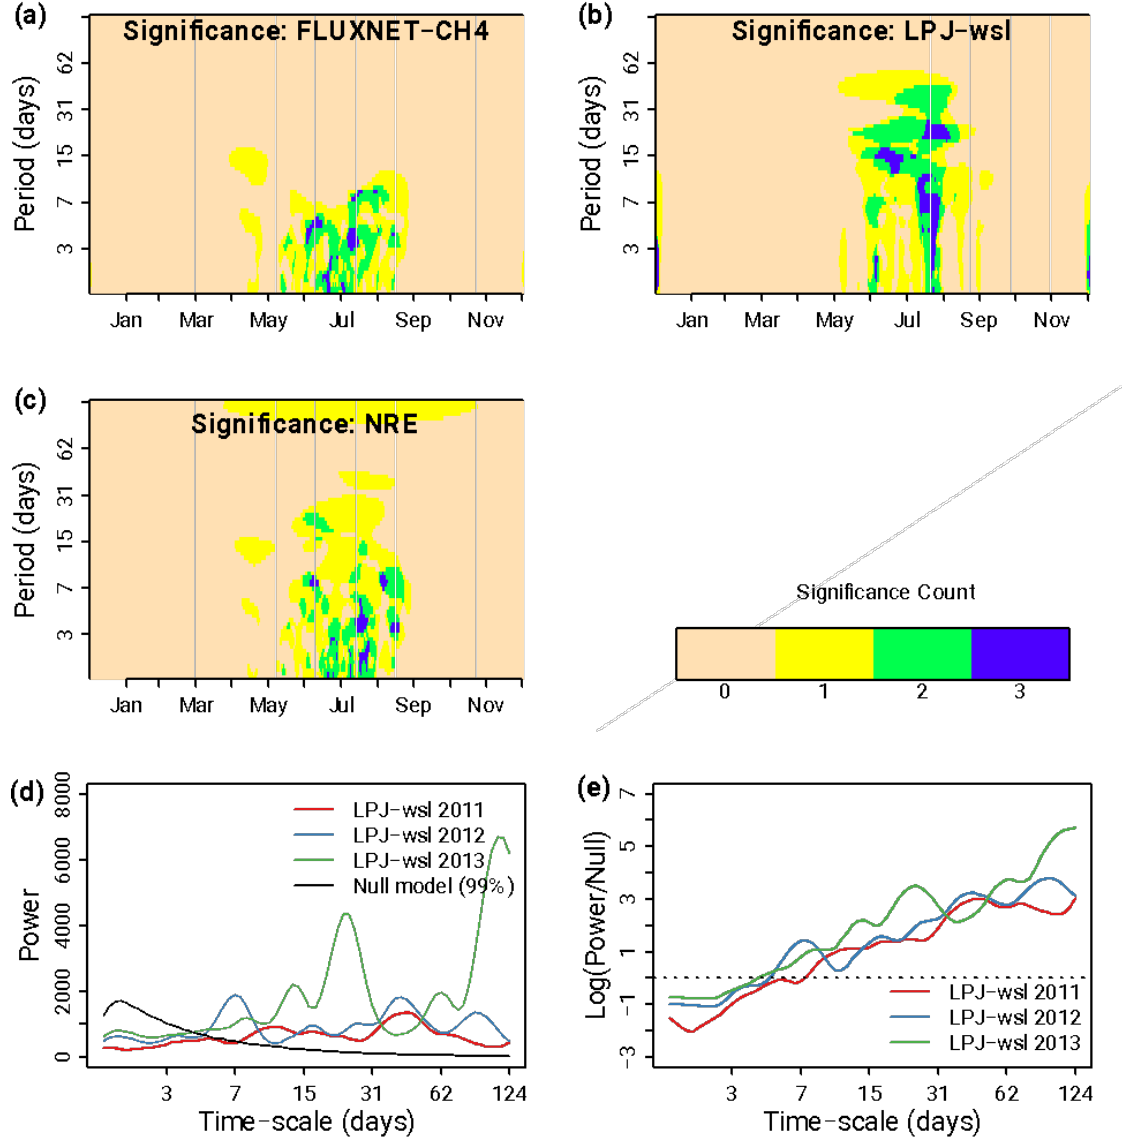 (a)
Significance: FLUXNET-CH4
Period (days)
62
31
15
7
3
Jan Mar May Jul Sep Nov
(b)
Significance: LPJ-wsl
Period (days)
62
31
15
7
3
Jan Mar May Jul Sep Nov
(c)
Significance: NRE
Period (days)
62
31
15
7
3
Jan Mar May Jul Sep Nov
Significance Count
0 1 2 3
(d)
Power
8000
6000
4000
2000
0
LPJ-wsl 2011
LPJ-wsl 2012
LPJ-wsl 2013
Null model (99%)
3 7 15 31 62 124
Time-scale (days)
(e)
Log(Power/Null)
7
5
3
1
-1
-3
LPJ-wsl 2011
LPJ-wsl 2012
LPJ-wsl 2013
3 7 15 31 62 124
Time-scale (days)